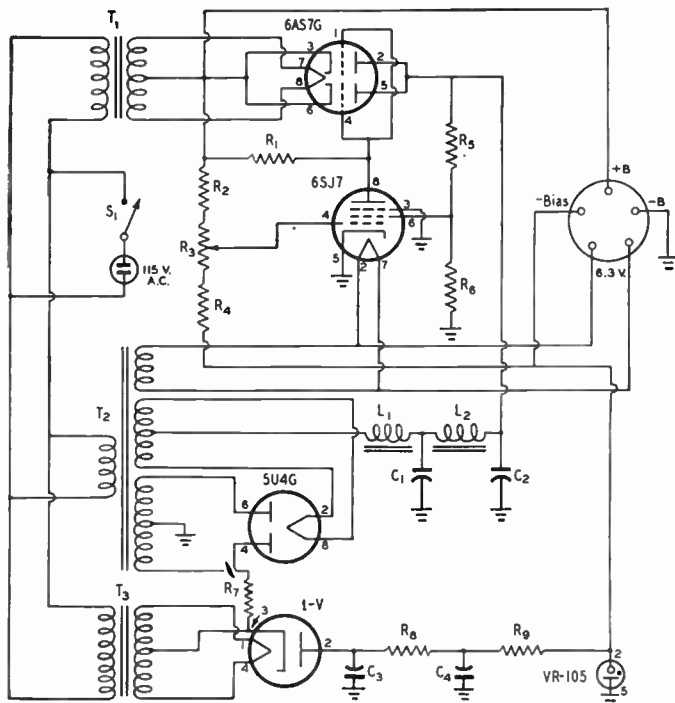 T1
6AS7G
1
3
7
8
6
2
5
4
R1
R2
R3
R4
6SJ7
8
4
3
6
5
2
7
R5
R6
+B
-Bias
-B
6.3 V.
S1
115 V.
A.C.
T2
L1
L2
C1
C2
5U4G
6
4
2
8
R7
T3
1-V
3
1
4
2
R8
R9
C3
C4
2
VR-105
5